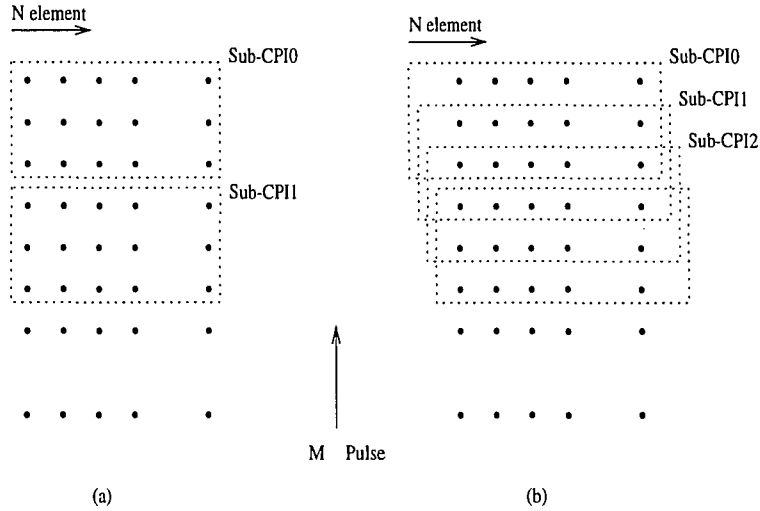 N element
Sub-CPI0
Sub-CPI1
N element
Sub-CPI0
Sub-CPI1
Sub-CPI2
M Pulse
(a)
(b)